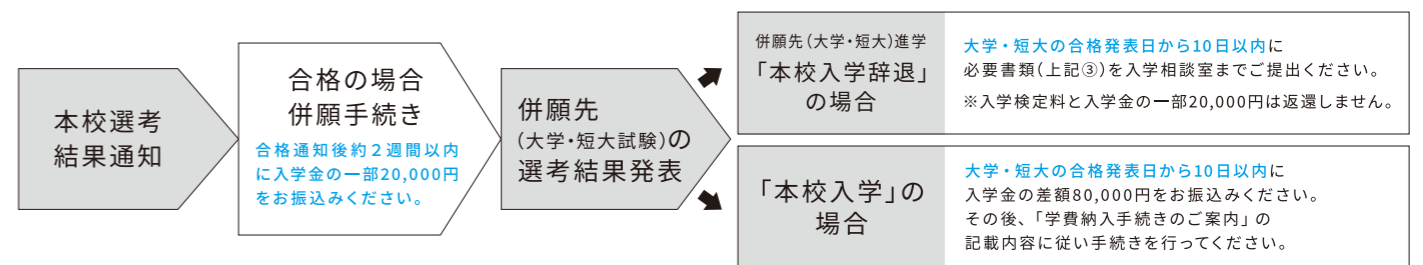 本校選考
結果通知
合格の場合
併願手続き
合格通知後約2週間以内
に入学金の一部20,000円
をお振込みください。
併願先
(大学・短大試験)の
選考結果発表
併願先(大学・短大)進学
「本校入学辞退」
の場合
大学・短大の合格発表日から10日以内に
必要書類(上記③)を入学相談室までご提出ください。
※入学検定料と入学金の一部20,000円は返還しません。
「本校入学」の
場合
大学・短大の合格発表日から10日以内に
入学金の差額80,000円をお振込みください。
その後、「学費納入手続きのご案内」の
記載内容に従い手続きを行ってください。